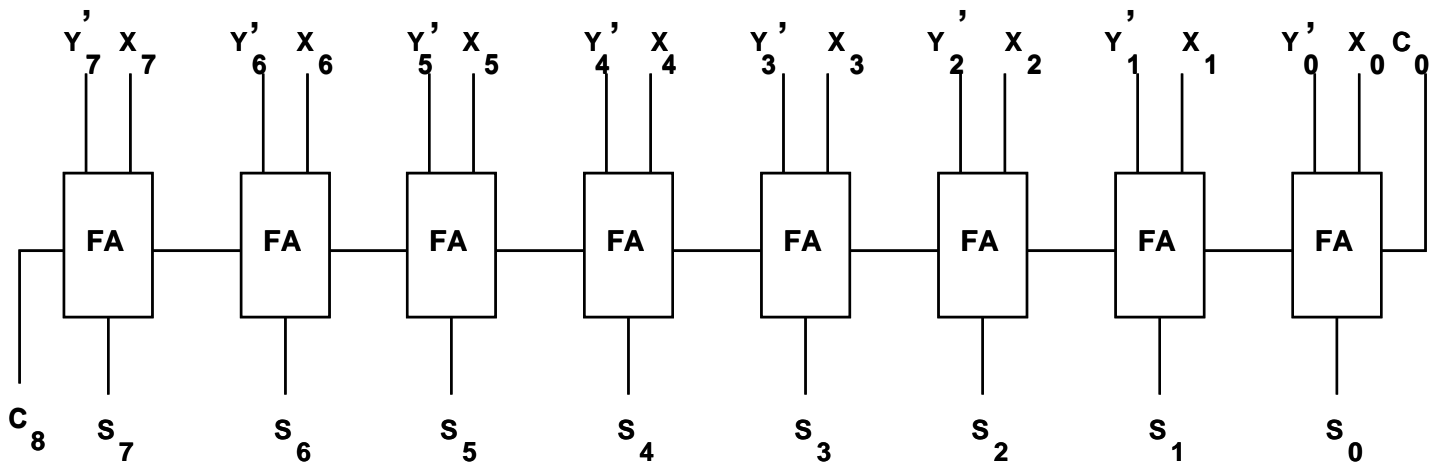 Y'7 X7 Y'6 X6 Y'5 X5 Y'4 X4 Y'3 X3 Y'2 X2 Y'1 X1 Y'0 X0 C0
FA FA FA FA FA FA FA FA
C8 S7 S6 S5 S4 S3 S2 S1 S0